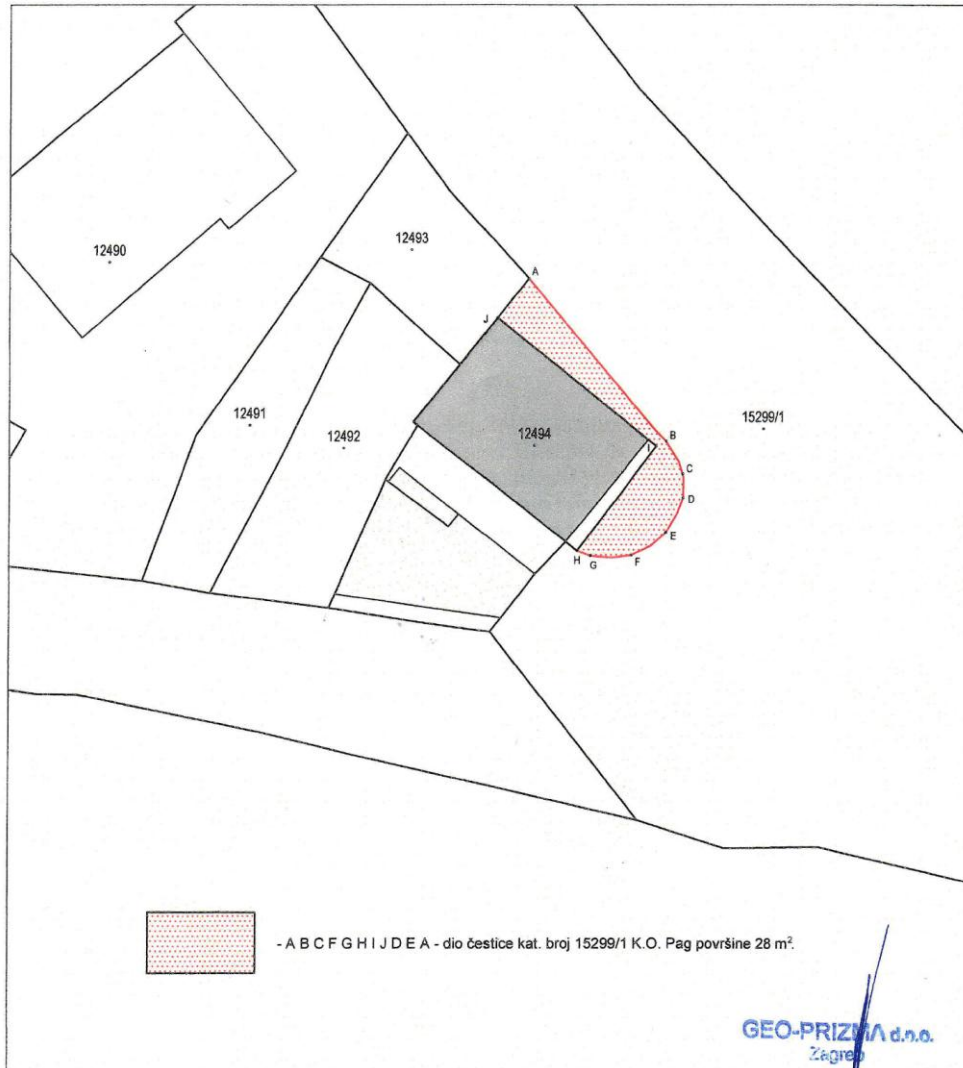 12493
12490
A
J
12491
12492
12494
15299/1
I
B
C
D
E
H
G
F
- A B C F G H I J D E A - dio čestice kat. broj 15299/1 K.O. Pag površine 28 m².
GEO-PRIZMA d.n.o.
Zagreb